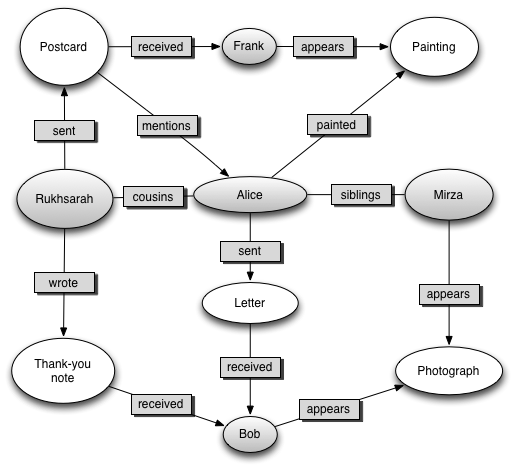 Postcard
received
Frank
appears
Painting
sent
mentions
painted
Rukhsarah
cousins
Alice
siblings
Mirza
wrote
sent
Letter
appears
Thank-you
note
received
received
Bob
appears
Photograph